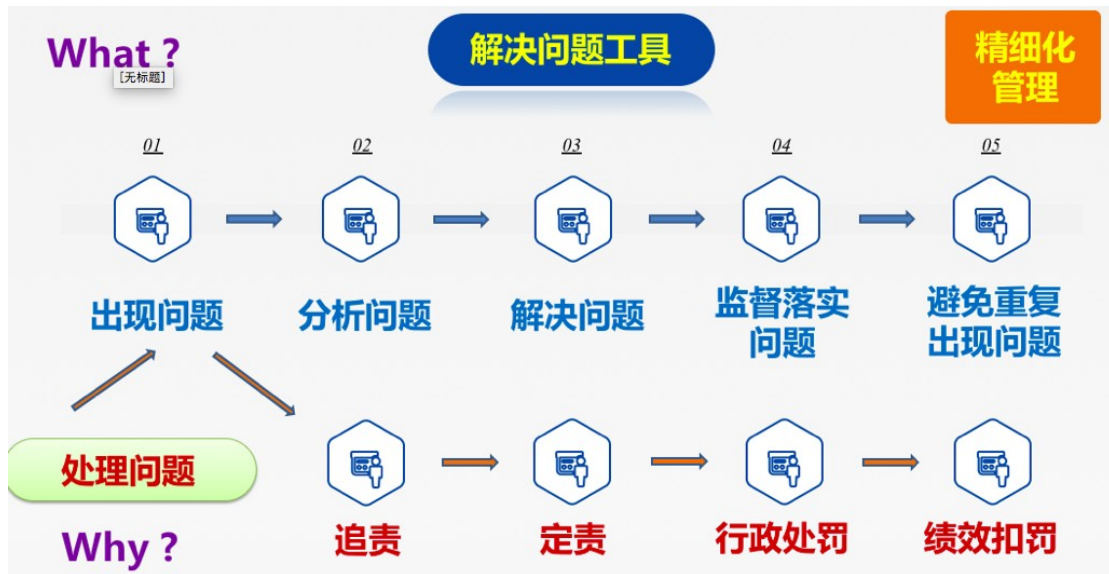 What ?
[无标题]
解决问题工具
精细化
管理
01
02
03
04
05
出现问题
分析问题
解决问题
监督落实
问题
避免重复
出现问题
处理问题
Why ?
追责
定责
行政处罚
绩效扣罚